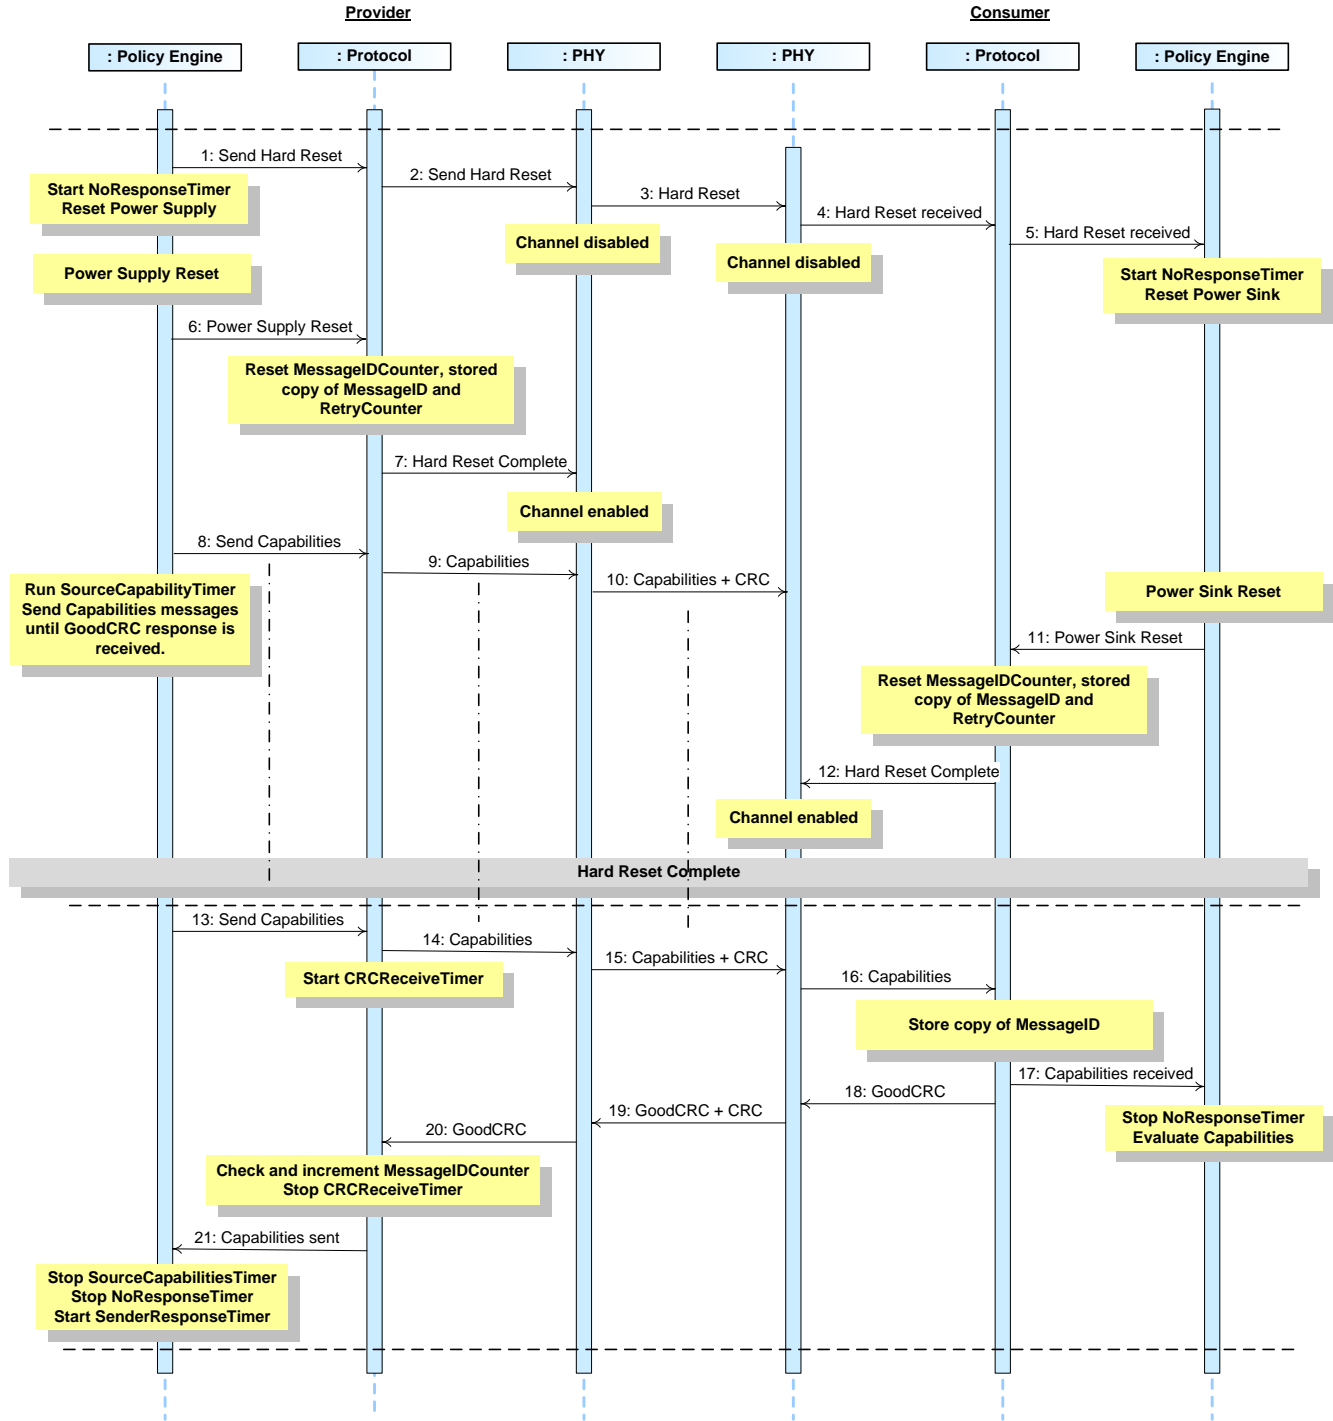 Provider
Consumer
: Policy Engine
: Protocol
: PHY
: PHY
: Protocol
: Policy Engine
1: Send Hard Reset
Start NoResponseTimer
Reset Power Supply
2: Send Hard Reset
3: Hard Reset
4: Hard Reset received
Channel disabled
5: Hard Reset received
Channel disabled
Power Supply Reset
Start NoResponseTimer
Reset Power Sink
6: Power Supply Reset
Reset MessageIDCounter, stored
copy of MessageID and
RetryCounter
7: Hard Reset Complete
Channel enabled
8: Send Capabilities
9: Capabilities
10: Capabilities + CRC
Run SourceCapabilityTimer
Send Capabilities messages
until GoodCRC response is
received.
Power Sink Reset
11: Power Sink Reset
Reset MessageIDCounter, stored
copy of MessageID and
RetryCounter
12: Hard Reset Complete
Channel enabled
Hard Reset Complete
13: Send Capabilities
14: Capabilities
15: Capabilities + CRC
Start CRCReceiveTimer
16: Capabilities
Store copy of MessageID
17: Capabilities received
18: GoodCRC
19: GoodCRC + CRC
Stop NoResponseTimer
Evaluate Capabilities
20: GoodCRC
Check and increment MessageIDCounter
Stop CRCReceiveTimer
21: Capabilities sent
Stop SourceCapabilitiesTimer
Stop NoResponseTimer
Start SenderResponseTimer